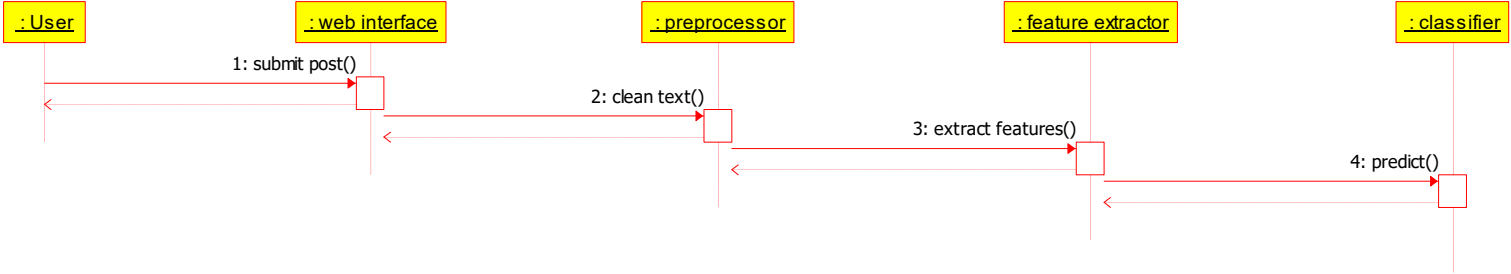 : User
: web interface
: preprocessor
: feature extractor
: classifier
1: submit post()
2: clean text()
3: extract features()
4: predict()